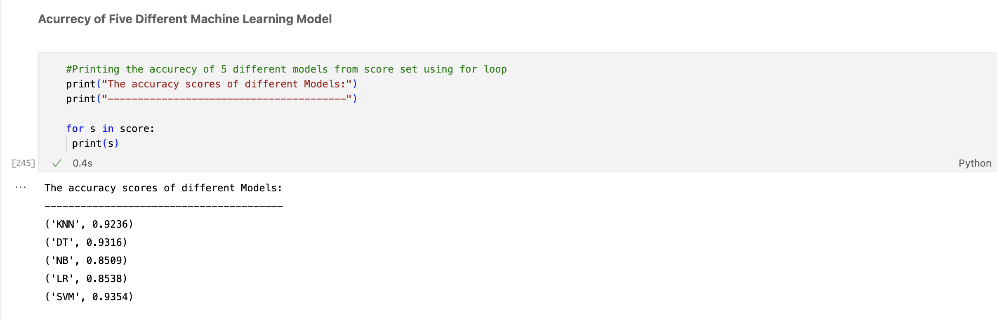 Acurrecy of Five Different Machine Learning Model
#Printing the accurecy of 5 different models from score set using for loop
print("The accuracy scores of different Models:")
print("----------------------------------------")
for s in score:
print(s)
[245]
0.4s
Python
...
The accuracy scores of different Models:
----------------------------------------
('KNN', 0.9236)
('DT', 0.9316)
('NB', 0.8509)
('LR', 0.8538)
('SVM', 0.9354)